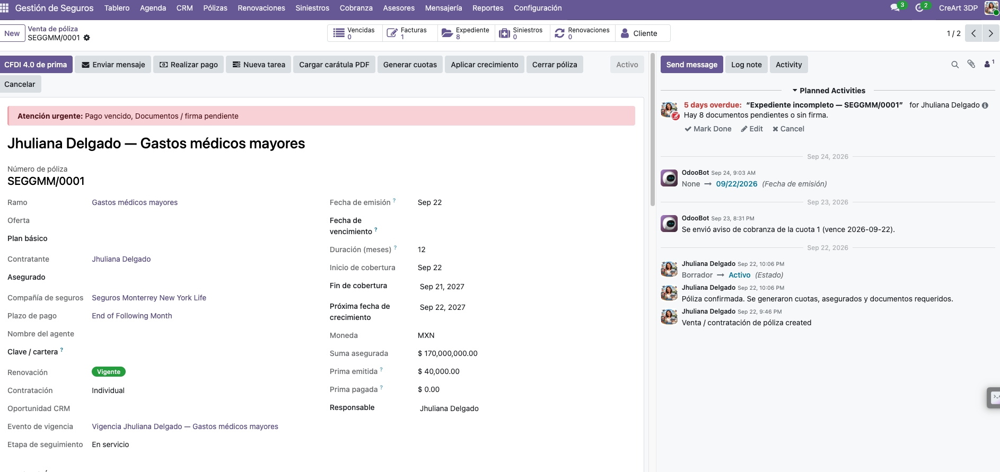 Gestión de Seguros Tablero Agenda CRM Pólizas Renovaciones Siniestros Cobranza Asesores Mensajería Reportes Configuración 3 2 CreArt 3DP
New
Venta de póliza
SEGGMM/0001
Vencidas
0
Facturas
1
Expediente
8
Siniestros
0
Renovaciones
0
Cliente
1 / 2
CFDI 4.0 de prima Enviar mensaje Realizar pago Nueva tarea Cargar carátula PDF Generar cuotas Aplicar crecimiento Cerrar póliza Activo
Cancelar
Atención urgente: Pago vencido, Documentos / firma pendiente
Jhuliana Delgado — Gastos médicos mayores
Número de póliza
SEGGMM/0001
Ramo Gastos médicos mayores
Oferta
Plan básico
Contratante Jhuliana Delgado
Asegurado
Compañía de seguros Seguros Monterrey New York Life
Plazo de pago End of Following Month
Nombre del agente
Clave / cartera ?
Renovación Vigente
Contratación Individual
Oportunidad CRM
Evento de vigencia Vigencia Jhuliana Delgado — Gastos médicos mayores
Etapa de seguimiento En servicio
Fecha de emisión ? Sep 22
Fecha de
vencimiento ?
Duración (meses) ? 12
Inicio de cobertura Sep 22
Fin de cobertura Sep 21, 2027
Próxima fecha de Sep 22, 2027
crecimiento
Moneda MXN
Suma asegurada $ 170,000,000.00
Prima emitida ? $ 40,000.00
Prima pagada ? $ 0.00
Responsable Jhuliana Delgado
Send message Log note Activity 1
Planned Activities
5 days overdue: “Expediente incompleto — SEGGMM/0001” for Jhuliana Delgado
Hay 8 documentos pendientes o sin firma.
Mark Done Edit Cancel
Sep 24, 2026
OdooBot Sep 24, 9:03 AM
None → 09/22/2026 (Fecha de emisión)
Sep 23, 2026
OdooBot Sep 23, 8:31 PM
Se envió aviso de cobranza de la cuota 1 (vence 2026-09-22).
Sep 22, 2026
Jhuliana Delgado Sep 22, 10:06 PM
Borrador → Activo (Estado)
Jhuliana Delgado Sep 22, 10:06 PM
Póliza confirmada. Se generaron cuotas, asegurados y documentos requeridos.
Jhuliana Delgado Sep 22, 9:46 PM
Venta / contratación de póliza created